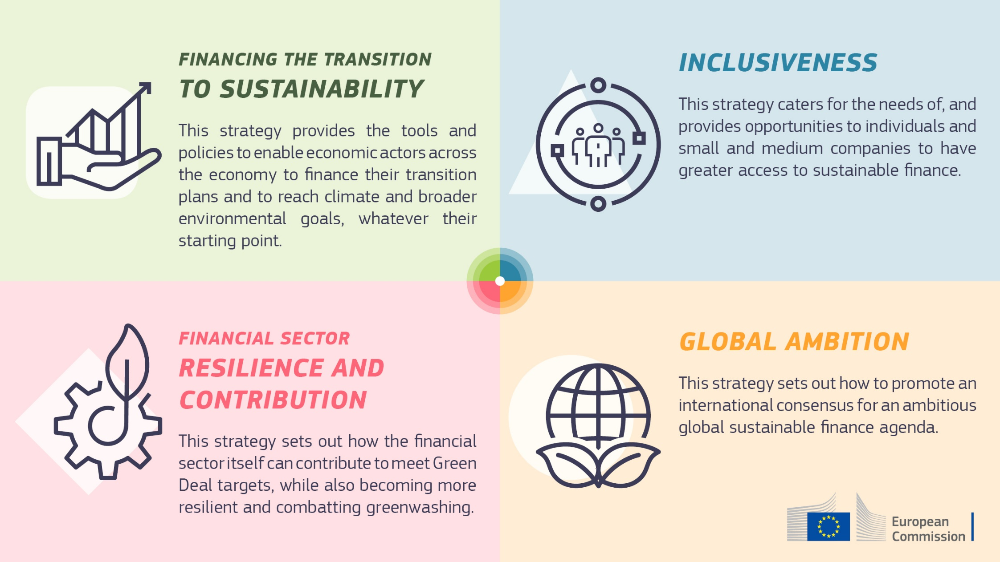 FINANCING THE TRANSITION
TO SUSTAINABILITY
This strategy provides the tools and
policies to enable economic actors across
the economy to finance their transition
plans and to reach climate and broader
environmental goals, whatever their
starting point.
INCLUSIVENESS
This strategy caters for the needs of, and
provides opportunities to individuals and
small and medium companies to have
greater access to sustainable finance.
FINANCIAL SECTOR
RESILIENCE AND
CONTRIBUTION
This strategy sets out how the financial
sector itself can contribute to meet Green
Deal targets, while also becoming more
resilient and combatting greenwashing.
GLOBAL AMBITION
This strategy sets out how to promote an
international consensus for an ambitious
global sustainable finance agenda.
European
Commission